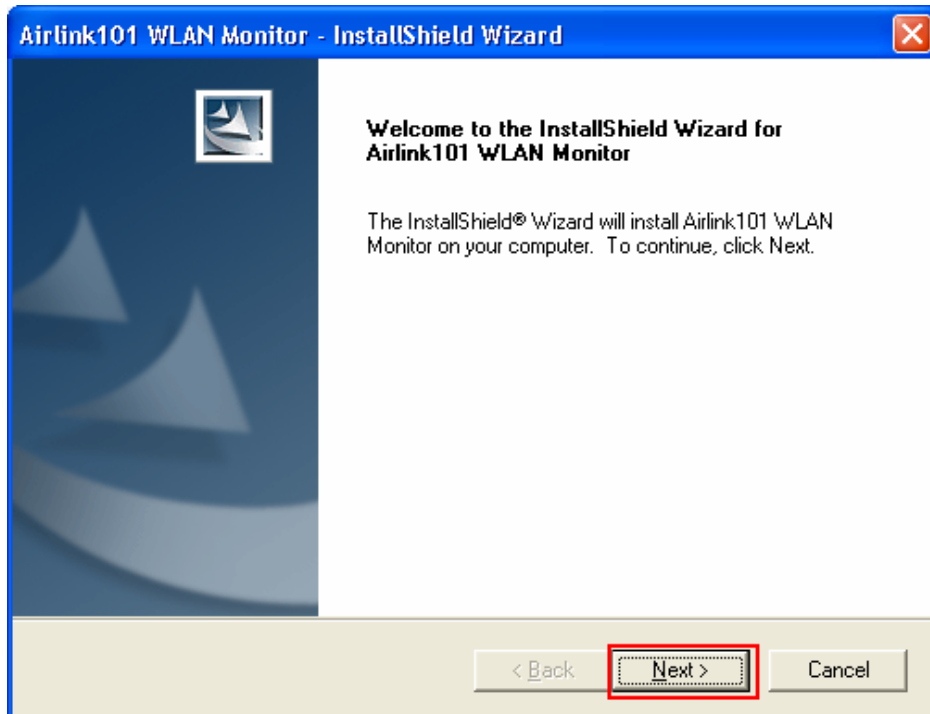 Airlink101 WLAN Monitor - InstallShield Wizard
Welcome to the InstallShield Wizard for
Airlink101 WLAN Monitor
The InstallShield® Wizard will install Airlink101 WLAN
Monitor on your computer.  To continue, click Next.
< Back
Next >
Cancel